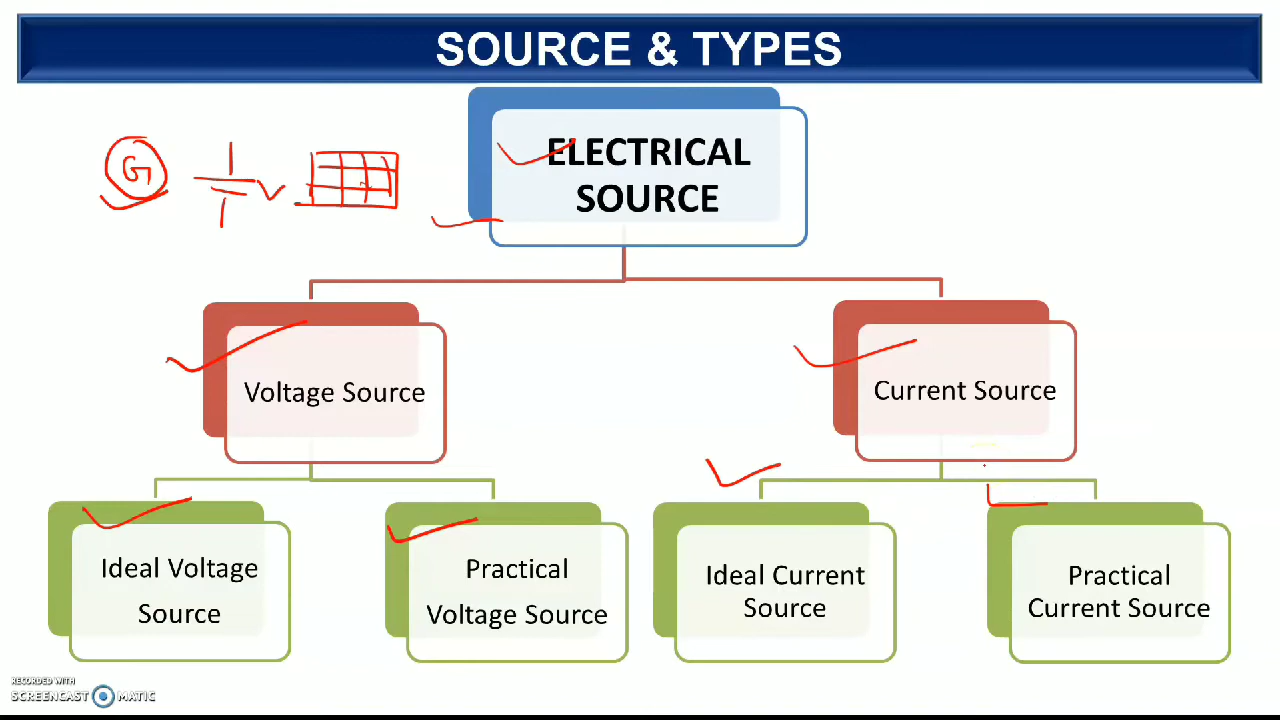 SOURCE & TYPES
G
V
ELECTRICAL
SOURCE
Voltage Source
Current Source
Ideal Voltage
Source
Practical
Voltage Source
Ideal Current
Source
Practical
Current Source
RECORDED WITH
SCREENCAST MATIC